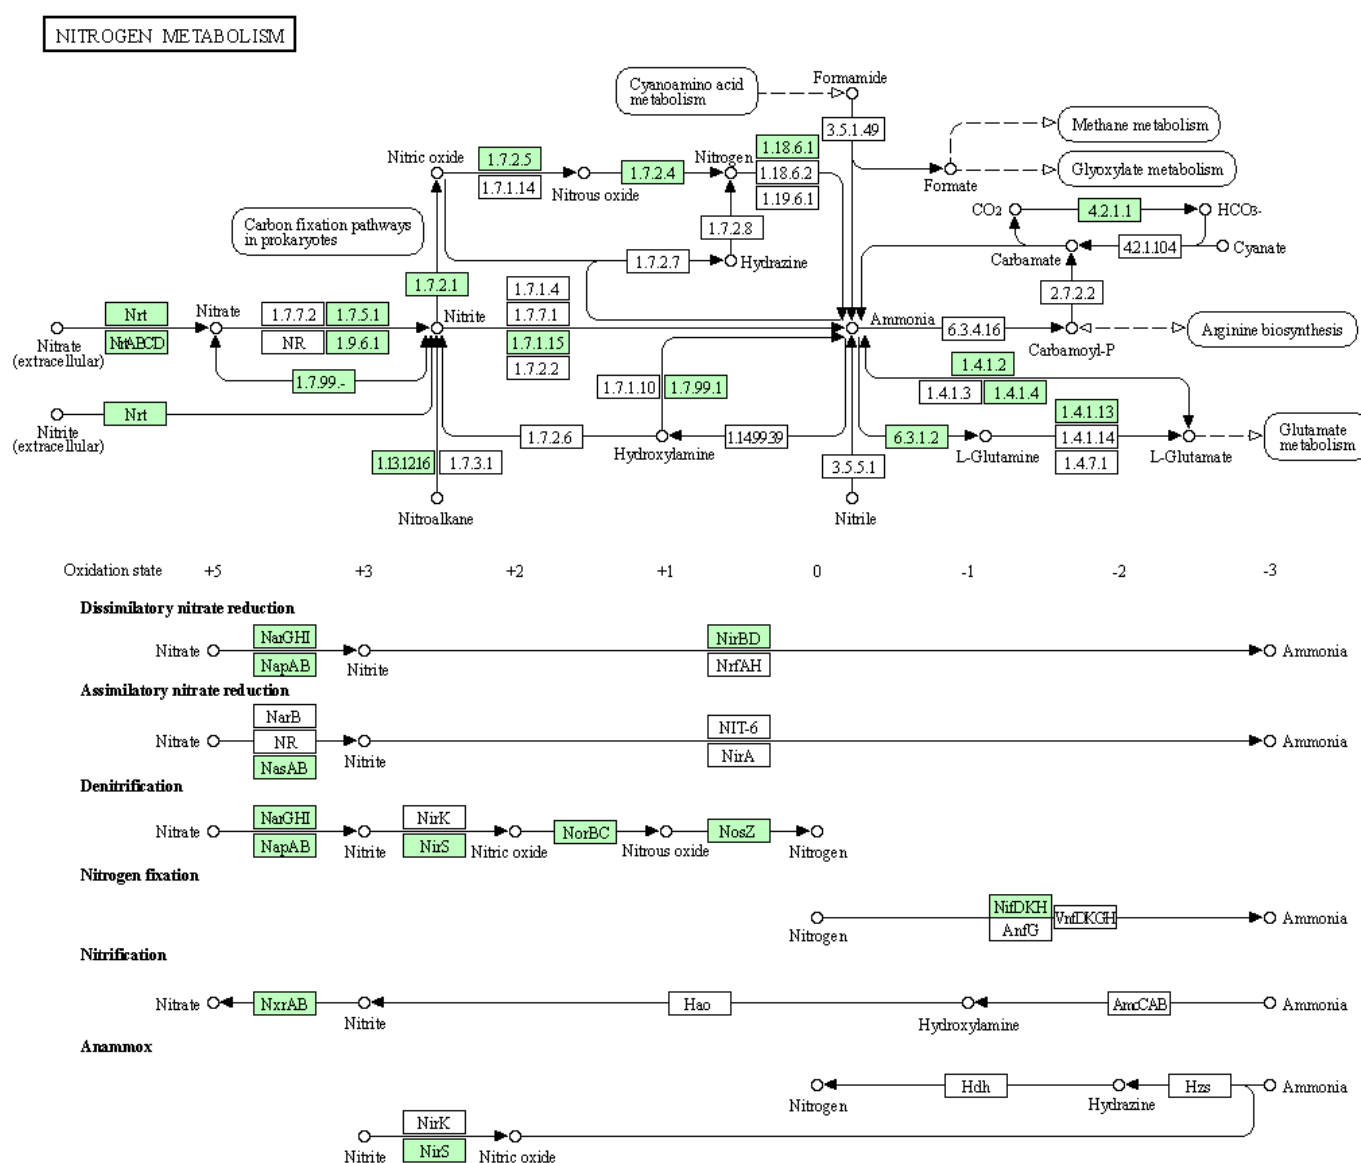 NITROGEN METABOLISM
Cyanoamino acid
metabolism
Formamide
3.5.1.49
Methane metabolism
Glyoxylate metabolism
Formate
Nitric oxide
1.7.2.5
1.7.1.14
Nitrous oxide
1.7.2.4
Nitrogen
1.18.6.1
1.18.6.2
1.19.6.1
CO2
4.2.1.1
HCO3-
Carbon fixation pathways
in prokaryotes
1.7.2.8
1.7.2.7
Hydrazine
Carbamate
4.2.1.104
Cyanate
1.7.2.1
2.7.2.2
Nrt
NrtABCD
Nitrate
(extracellular)
Nitrate
1.7.7.2
1.7.5.1
NR
1.9.6.1
Nitrite
1.7.1.4
1.7.7.1
1.7.1.15
1.7.2.2
Ammonia
6.3.4.16
Carbamoyl-P
Arginine biosynthesis
1.7.99.-
1.7.1.10
1.7.99.1
1.4.1.2
1.4.1.3
1.4.1.4
Nrt
Nitrite
(extracellular)
1.7.2.6
Hydroxylamine
1.14.99.39
6.3.1.2
L-Glutamine
1.4.1.13
1.4.1.14
1.4.7.1
L-Glutamate
Glutamate
metabolism
1.13.12.16
1.7.3.1
3.5.5.1
Nitroalkane
Nitrile
Oxidation state +5 +3 +2 +1 0 -1 -2 -3
Dissimilatory nitrate reduction
NarGHI
NirBD
Nitrate
Nitrite
Ammonia
NapAB
NrfAH
Assimilatory nitrate reduction
NarB
NIT-6
Nitrate
NR
Nitrite
Ammonia
NasAB
NirA
Denitrification
NarGHI
NirK
Nitrate
Nitrite
NorBC
NosZ
NapAB
NirS
Nitric oxide
Nitrous oxide
Nitrogen
Nitrogen fixation
NifDKH
VnfDKGH
AnfG
Nitrogen
Ammonia
Nitrification
Nitrate
NxrAB
Nitrite
Hao
Hydroxylamine
AmoCAB
Ammonia
Anammox
Nitrogen
Hdh
Hydrazine
Hzs
Ammonia
NirK
NirS
Nitrite
Nitric oxide